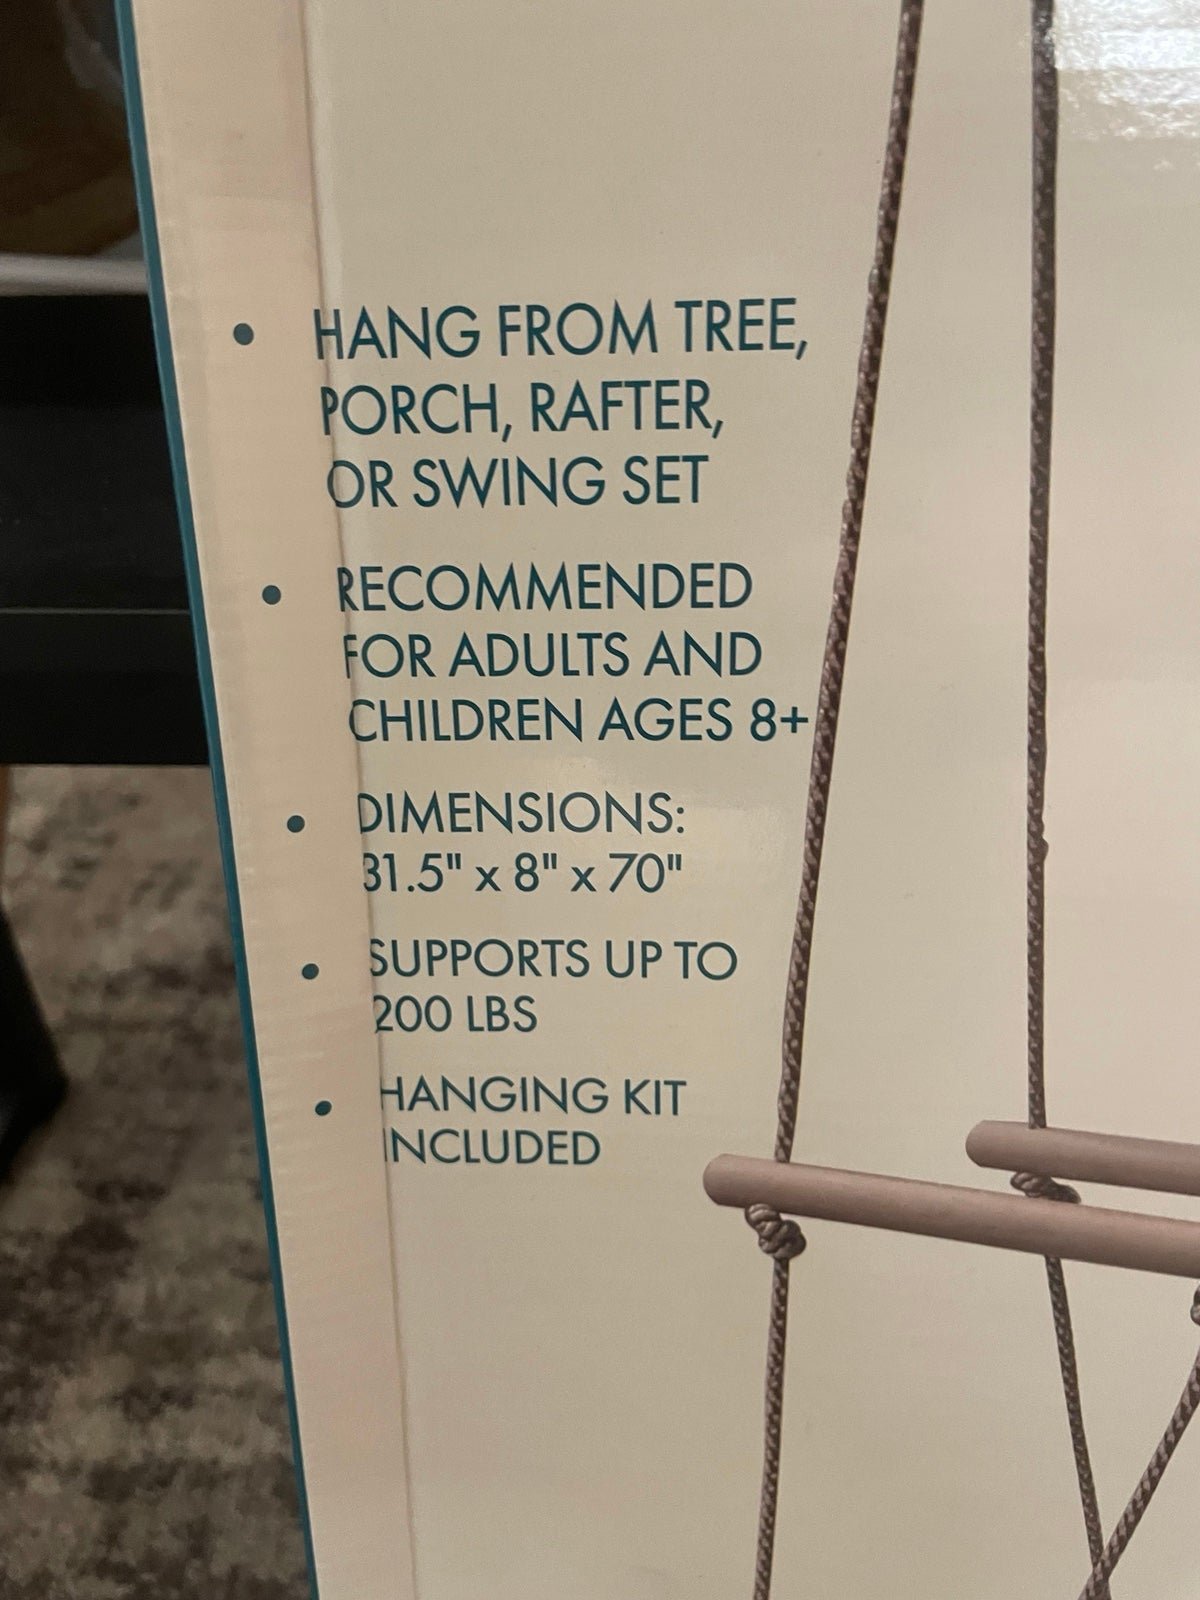 • HANG FROM TREE,
PORCH, RAFTER,
OR SWING SET
• RECOMMENDED
FOR ADULTS AND
CHILDREN AGES 8+
• DIMENSIONS:
31.5" x 8" x 70"
• SUPPORTS UP TO
200 LBS
• HANGING KIT
INCLUDED